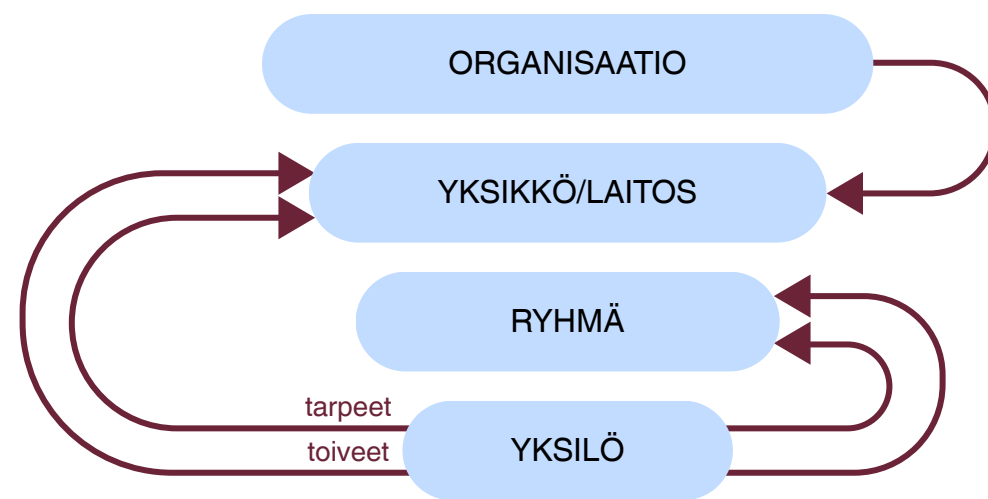 ORGANISAATIO
YKSIKKÖ/LAITOS
RYHMÄ
tarpeet
toiveet
YKSILÖ